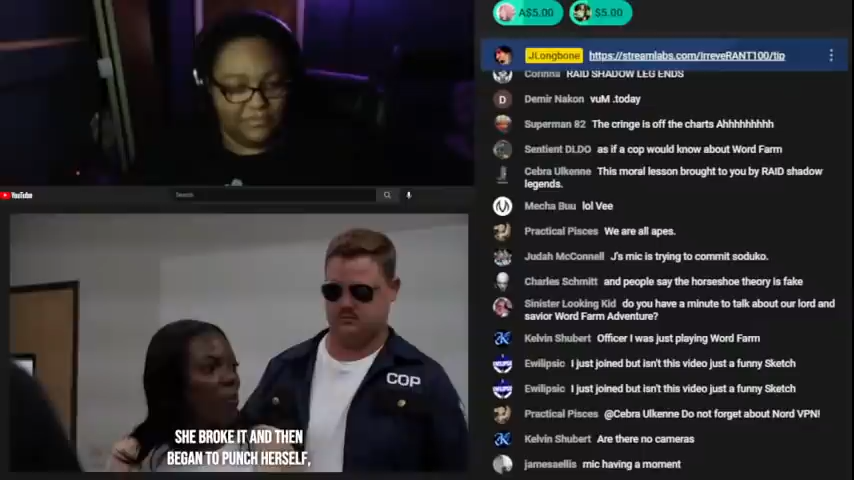 A$5.00
$5.00
JLongbone https://streamlabs.com/IrreveRANT100/tip
Corinna RAID SHADOW LEG ENDS
Demir Nakon vuM .today
Superman 82 The cringe is off the charts Ahhhhhhhhh
Sentient DLDO as if a cop would know about Word Farm
Cebra Ulkenne This moral lesson brought to you by RAID shadow
legends.
Mecha Buu lol Vee
Practical Pisces We are all apes.
Judah McConnell J's mic is trying to commit soduko.
Charles Schmitt and people say the horseshoe theory is fake
Sinister Looking Kid do you have a minute to talk about our lord and
savior Word Farm Adventure?
Kelvin Shubert Officer I was just playing Word Farm
Ewilipsic I just joined but isn't this video just a funny Sketch
Ewilipsic I just joined but isn't this video just a funny Sketch
Practical Pisces @Cebra Ulkenne Do not forget about Nord VPN!
Kelvin Shubert Are there no cameras
jamesaellis mic having a moment
YouTube
Search
COP
SHE BROKE IT AND THEN
BEGAN TO PUNCH HERSELF,